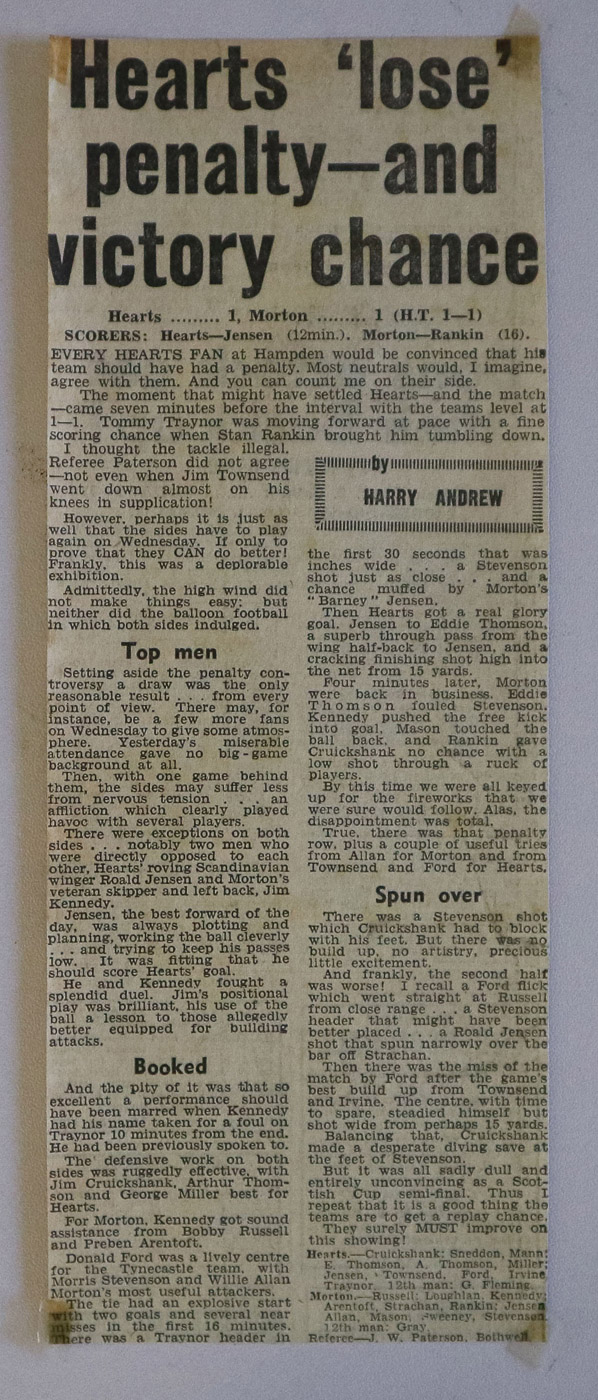 Hearts ‘lose’
penalty—and
victory chance
Hearts ......... 1, Morton ......... 1 (H.T. 1—1)
SCORERS: Hearts—Jensen (12min.). Morton—Rankin (16).
EVERY HEARTS FAN at Hampden would be convinced that his
team should have had a penalty. Most neutrals would, I imagine,
agree with them. And you can count me on their side.
The moment that might have settled Hearts—and the match
—came seven minutes before the interval with the teams level at
1—1. Tommy Traynor was moving forward at pace with a fine
scoring chance when Stan Rankin brought him tumbling down.
I thought the tackle illegal.
Referee Paterson did not agree
—not even when Jim Townsend
went down almost on his
knees in supplication!
However, perhaps it is just as
well that the sides have to play
again on Wednesday. If only to
prove that they CAN do better!
Frankly, this was a deplorable
exhibition.
Admittedly, the high wind did
not make things easy; but
neither did the balloon football
in which both sides indulged.
Top men
Setting aside the penalty con-
troversy a draw was the only
reasonable result . . . from every
point of view. There may, for
instance, be a few more fans
on Wednesday to give some atmos-
phere. Yesterday's miserable
attendance gave no big-game
background at all.
Then, with one game behind
them, the sides may suffer less
from nervous tension . . . an
affliction which clearly played
havoc with several players.
There were exceptions on both
sides . . . notably two men who
were directly opposed to each
other, Hearts' roving Scandinavian
winger Roald Jensen and Morton's
veteran skipper and left back, Jim
Kennedy.
Jensen, the best forward of the
day, was always plotting and
planning, working the ball cleverly
. . . and trying to keep his passes
low. It was fitting that he
should score Hearts' goal.
He and Kennedy fought a
splendid duel. Jim's positional
play was brilliant, his use of the
ball a lesson to those allegedly
better equipped for building
attacks.
Booked
And the pity of it was that so
excellent a performance should
have been marred when Kennedy
had his name taken for a foul on
Traynor 10 minutes from the end.
He had been previously spoken to.
The defensive work on both
sides was ruggedly effective, with
Jim Cruickshank, Arthur Thom-
son and George Miller best for
Hearts.
For Morton, Kennedy got sound
assistance from Bobby Russell
and Preben Arentoft.
Donald Ford was a lively centre
for the Tynecastle team, with
Morris Stevenson and Willie Allan
Morton's most useful attackers.
The tie had an explosive start
with two goals and several near
misses in the first 16 minutes.
There was a Traynor header in
by
HARRY ANDREW
the first 30 seconds that was
inches wide . . . a Stevenson
shot just as close . . . and a
chance muffed by Morton's
"Barney" Jensen.
Then Hearts got a real glory
goal. Jensen to Eddie Thomson,
a superb through pass from the
wing half-back to Jensen, and a
cracking finishing shot high into
the net from 15 yards.
Four minutes later, Morton
were back in business. Eddie
Thomson fouled Stevenson.
Kennedy pushed the free kick
into goal, Mason touched the
ball back, and Rankin gave
Cruickshank no chance with a
low shot through a ruck of
players.
By this time we were all keyed
up for the fireworks that we
were sure would follow. Alas, the
disappointment was total.
True, there was that penalty
row, plus a couple of useful tries
from Allan for Morton and from
Townsend and Ford for Hearts.
Spun over
There was a Stevenson shot
which Cruickshank had to block
with his feet. But there was no
build up, no artistry, precious
little excitement.
And frankly, the second half
was worse! I recall a Ford flick
which went straight at Russell
from close range . . . a Stevenson
header that might have been
better placed . . . a Roald Jensen
shot that spun narrowly over the
bar off Strachan.
Then there was the miss of the
match by Ford after the game's
best build up from Townsend
and Irvine. The centre, with time
to spare, steadied himself but
shot wide from perhaps 15 yards.
Balancing that, Cruickshank
made a desperate diving save at
the feet of Stevenson.
But it was all sadly dull and
entirely unconvincing as a Scot-
tish Cup semi-final. Thus I
repeat that it is a good thing the
teams are to get a replay chance.
They surely MUST improve on
this showing!
Hearts.—Cruickshank; Sneddon, Mann;
E. Thomson, A. Thomson, Miller;
Jensen, Townsend, Ford, Irvine
Traynor. 12th man: G. Fleming.
Morton.—Russell; Loughlan, Kennedy;
Arentoft, Strachan, Rankin; Jensen
Allan, Mason, Sweeney, Stevenson.
12th man: Gray.
Referee—J. W. Paterson, Bothwell.